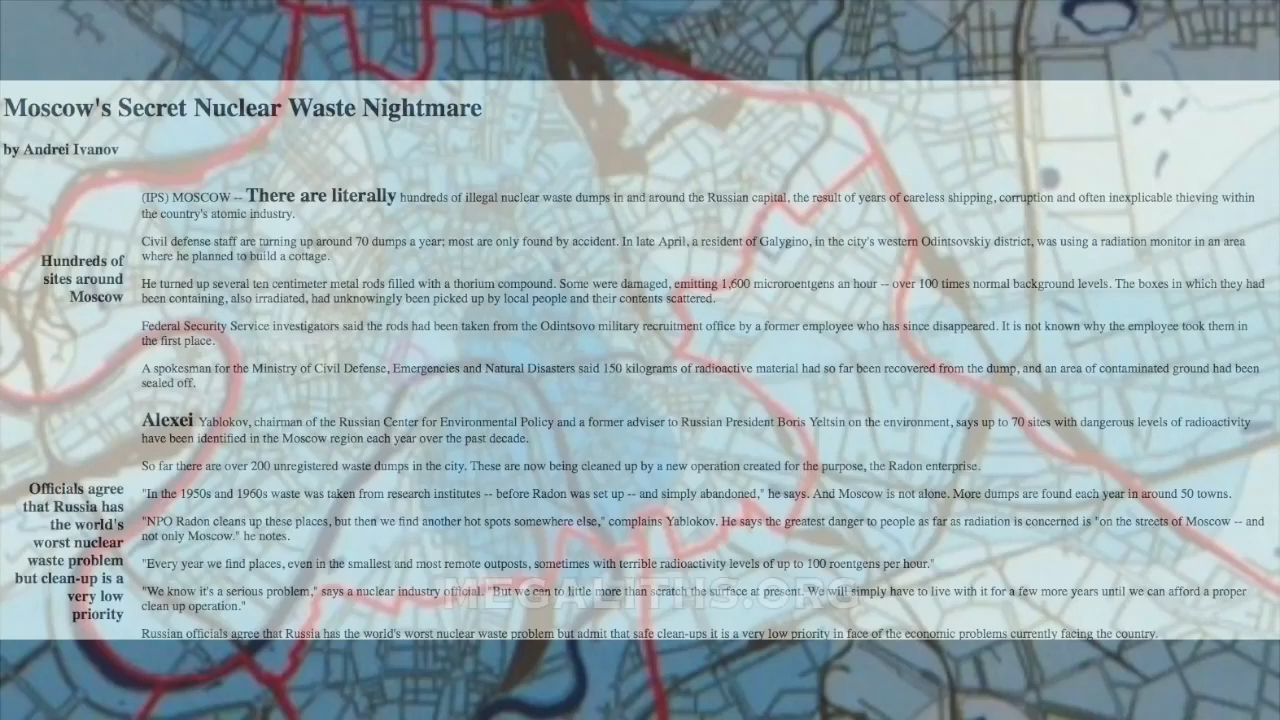 Moscow's Secret Nuclear Waste Nightmare
by Andrei Ivanov
(IPS) MOSCOW -- There are literally hundreds of illegal nuclear waste dumps in and around the Russian capital, the result of years of careless shipping, corruption and often inexplicable thieving within
the country's atomic industry.
Civil defense staff are turning up around 70 dumps a year; most are only found by accident. In late April, a resident of Galygino, in the city's western Odintsovskiy district, was using a radiation monitor in an area
where he planned to build a cottage.
Hundreds of
sites around
Moscow
He turned up several ten centimeter metal rods filled with a thorium compound. Some were damaged, emitting 1,600 microroentgens an hour -- over 100 times normal background levels. The boxes in which they had
been containing, also irradiated, had unknowingly been picked up by local people and their contents scattered.
Federal Security Service investigators said the rods had been taken from the Odintsovo military recruitment office by a former employee who has since disappeared. It is not known why the employee took them in
the first place.
A spokesman for the Ministry of Civil Defense, Emergencies and Natural Disasters said 150 kilograms of radioactive material had so far been recovered from the dump, and an area of contaminated ground had been
sealed off.
Alexei Yablokov, chairman of the Russian Center for Environmental Policy and a former adviser to Russian President Boris Yeltsin on the environment, says up to 70 sites with dangerous levels of radioactivity
have been identified in the Moscow region each year over the past decade.
So far there are over 200 unregistered waste dumps in the city. These are now being cleaned up by a new operation created for the purpose, the Radon enterprise.
Officials agree
that Russia has
the world's
worst nuclear
waste problem
but clean-up is a
very low
priority
"In the 1950s and 1960s waste was taken from research institutes -- before Radon was set up -- and simply abandoned," he says. And Moscow is not alone. More dumps are found each year in around 50 towns.
"NPO Radon cleans up these places, but then we find another hot spots somewhere else," complains Yablokov. He says the greatest danger to people as far as radiation is concerned is "on the streets of Moscow -- and
not only Moscow." he notes.
"Every year we find places, even in the smallest and most remote outposts, sometimes with terrible radioactivity levels of up to 100 roentgens per hour."
"We know it's a serious problem," says a nuclear industry official. "But we can to little more than scratch the surface at present. We will simply have to live with it for a few more years until we can afford a proper
clean up operation."
Russian officials agree that Russia has the world's worst nuclear waste problem but admit that safe clean-ups it is a very low priority in face of the economic problems currently facing the country.
MEGALITHS.ORG